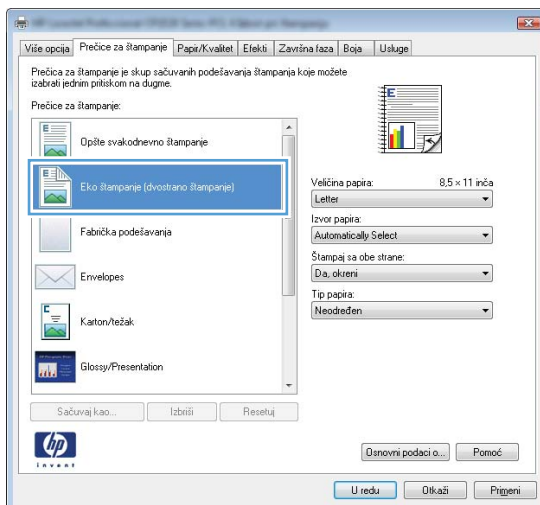 Više opcija Prečice za štampanje Papir/Kvalitet Efekti Završna faza Boja Usluge
Prečica za štampanje je skup sačuvanih podešavanja štampanja koje možete
izabrati jednim pritiskom na dugme.
Prečice za štampanje:
Opšte svakodnevno štampanje
Eko štampanje (dvostrano štampanje)
Fabrička podešavanja
Envelopes
Karton/težak
Glossy/Presentation
Veličina papira: 8,5 × 11 inča
Letter
Izvor papira:
Automatically Select
Štampaj sa obe strane:
Da, okreni
Tip papira:
Neodređen
Sačuvaj kao... Izbriši Resetuj
hp
invent
Osnovni podaci o... Pomoć
U redu Otkaži Primeni